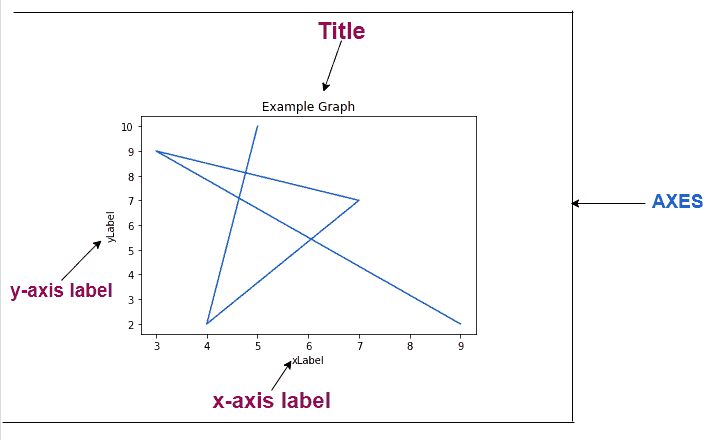 Title
Example Graph
10
9
8
7
6
5
4
3
2
yLabel
AXES
y-axis label
3 4 5 6 7 8 9
xLabel
x-axis label